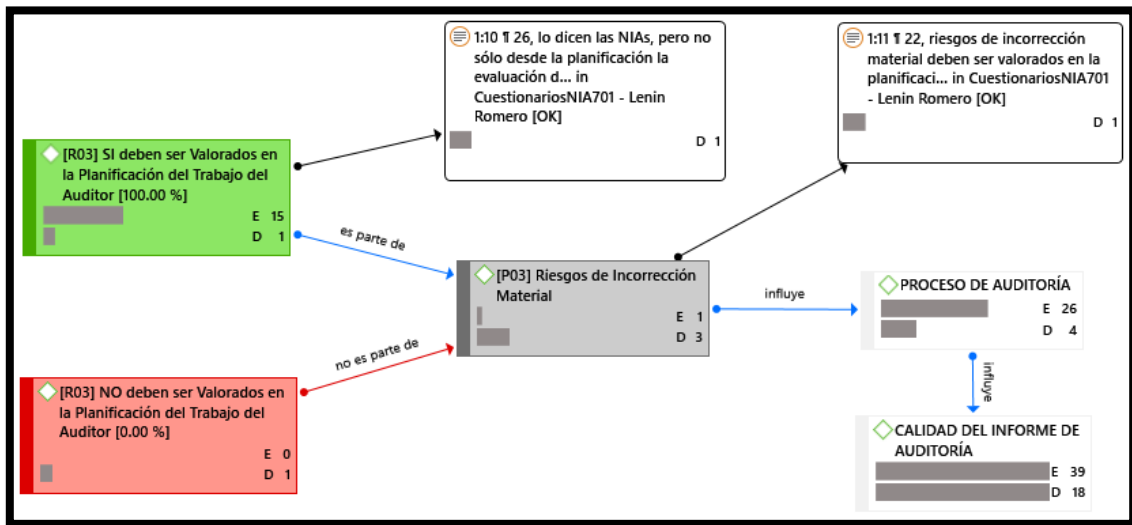 1:10 ¶ 26, lo dicen las NIAs, pero no
sólo desde la planificación la
evaluación d... in
CuestionariosNIA701 - Lenin
Romero [OK]
D 1
1:11 ¶ 22, riesgos de incorrección
material deben ser valorados en la
planificaci... in CuestionariosNIA701
- Lenin Romero [OK]
D 1
[R03] SI deben ser Valorados en
la Planificación del Trabajo del
Auditor [100.00 %]
E 15
D 1
es parte de
[P03] Riesgos de Incorrección
Material
E 1
D 3
influye
PROCESO DE AUDITORÍA
E 26
D 4
no es parte de
influye
[R03] NO deben ser Valorados en
la Planificación del Trabajo del
Auditor [0.00 %]
E 0
D 1
CALIDAD DEL INFORME DE
AUDITORÍA
E 39
D 18